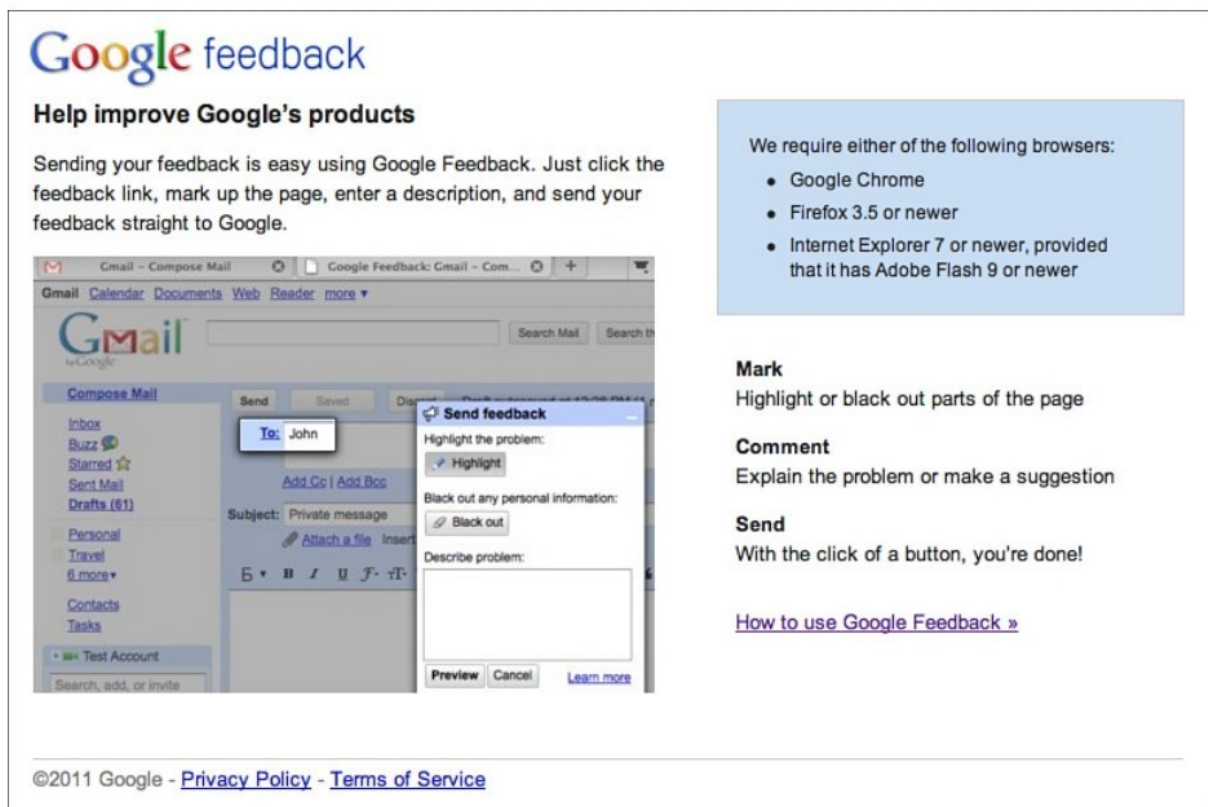 Google feedback
Help improve Google's products
Sending your feedback is easy using Google Feedback. Just click the
feedback link, mark up the page, enter a description, and send your
feedback straight to Google.
Gmail – Compose Mail
Google Feedback: Gmail – Com...
Gmail Calendar Documents Web Reader more ▾
Gmail
by Google
Search Mail
Search th
Compose Mail
Inbox
Buzz
Starred
Sent Mail
Drafts (61)
Personal
Travel
6 more▾
Contacts
Tasks
Test Account
Search, add, or invite
Send
Saved
To: John
Add Cc | Add Bcc
Subject: Private message
Attach a file Insert
B I U
Send feedback
Highlight the problem:
Highlight
Black out any personal information:
Black out
Describe problem:
Preview Cancel Learn more
We require either of the following browsers:
• Google Chrome
• Firefox 3.5 or newer
• Internet Explorer 7 or newer, provided
that it has Adobe Flash 9 or newer
Mark
Highlight or black out parts of the page
Comment
Explain the problem or make a suggestion
Send
With the click of a button, you're done!
How to use Google Feedback »
©2011 Google - Privacy Policy - Terms of Service